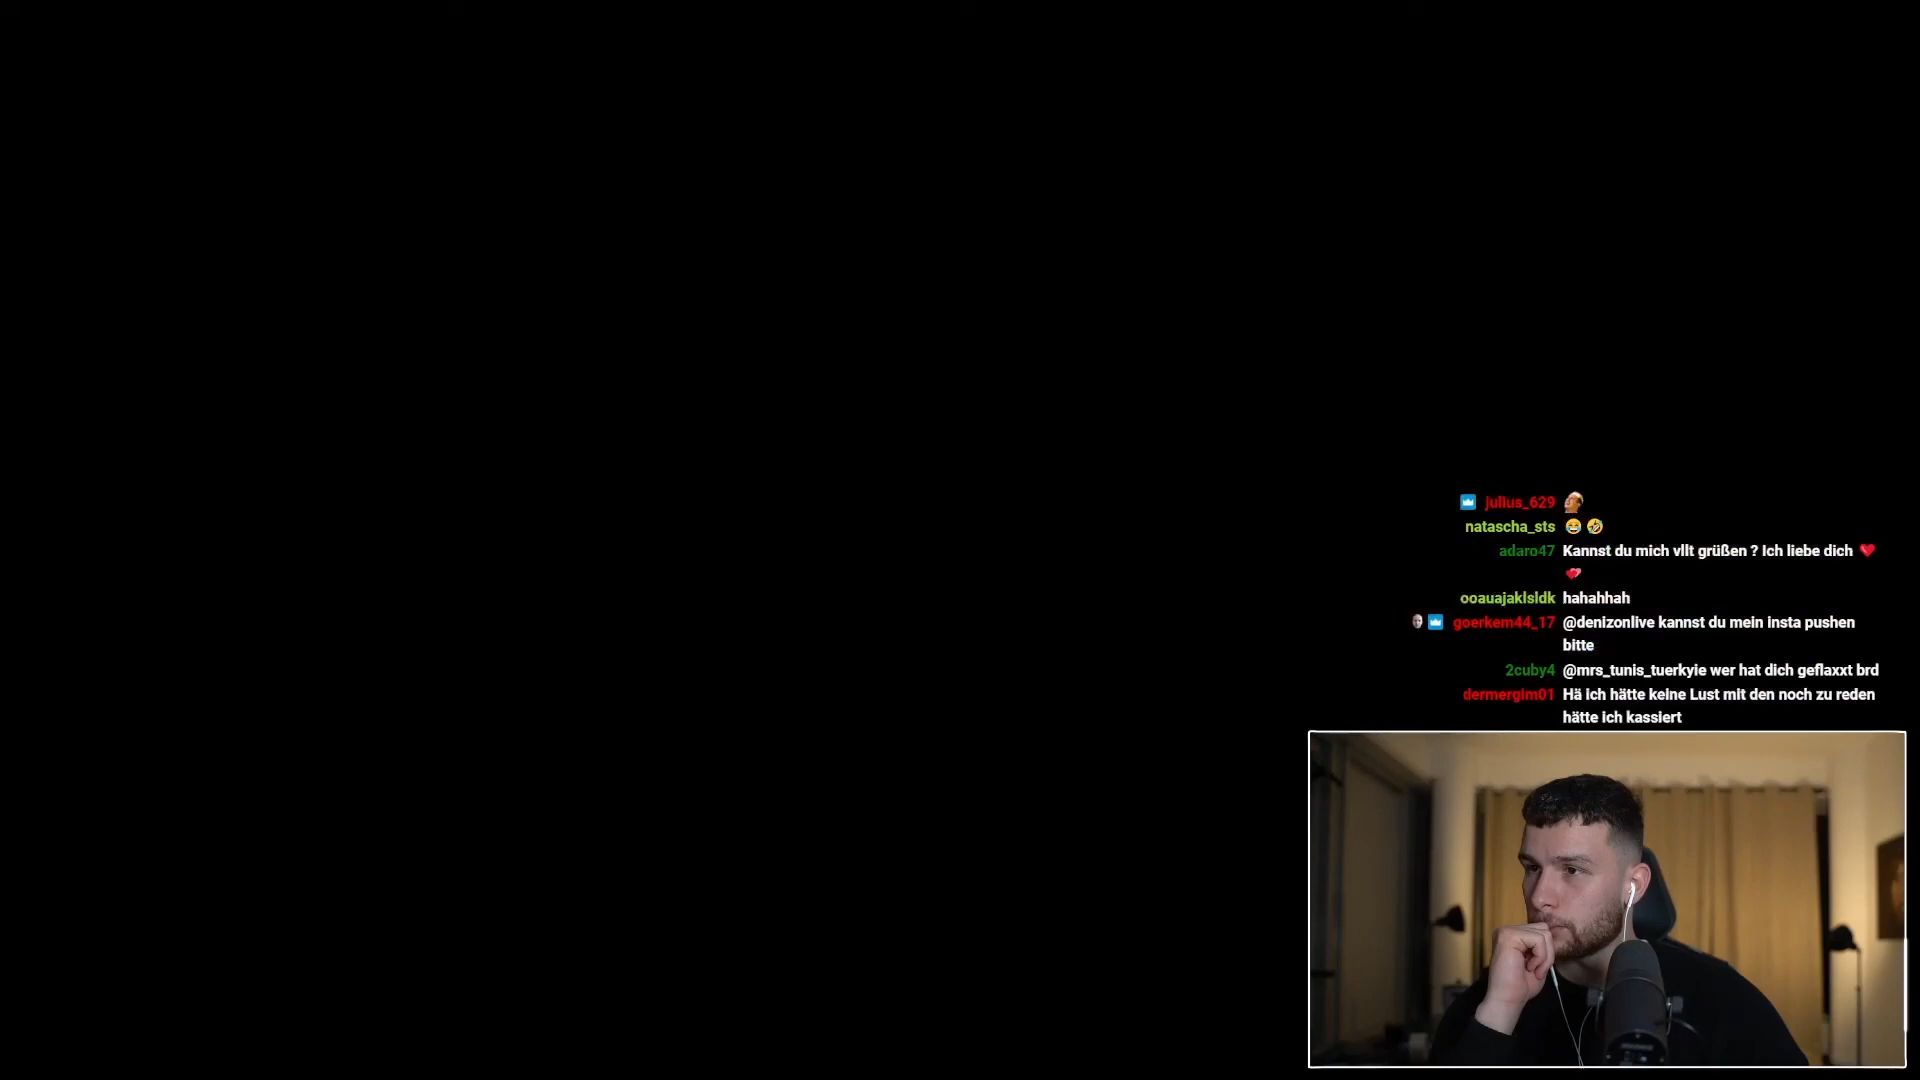 julius_629
natascha_sts 😂 🤣
adaro47 Kannst du mich vllt grüßen ? Ich liebe dich ❤️
💕
ooauajaklsldk hahahhah
goerkem44_17 @denizonlive kannst du mein insta pushen
bitte
2cuby4 @mrs_tunis_tuerkyie wer hat dich geflaxxt brd
dermergim01 Hä ich hätte keine Lust mit den noch zu reden
hätte ich kassiert